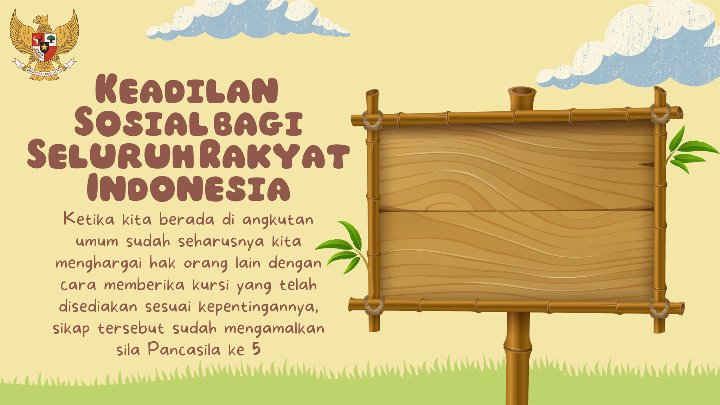 Keadilan
Sosial bagi
Seluruh Rakyat
Indonesia
Ketika kita berada di angkutan
umum sudah seharusnya kita
menghargai hak orang lain dengan
cara memberika kursi yang telah
disediakan sesuai kepentingannya,
sikap tersebut sudah mengamalkan
sila Pancasila ke 5